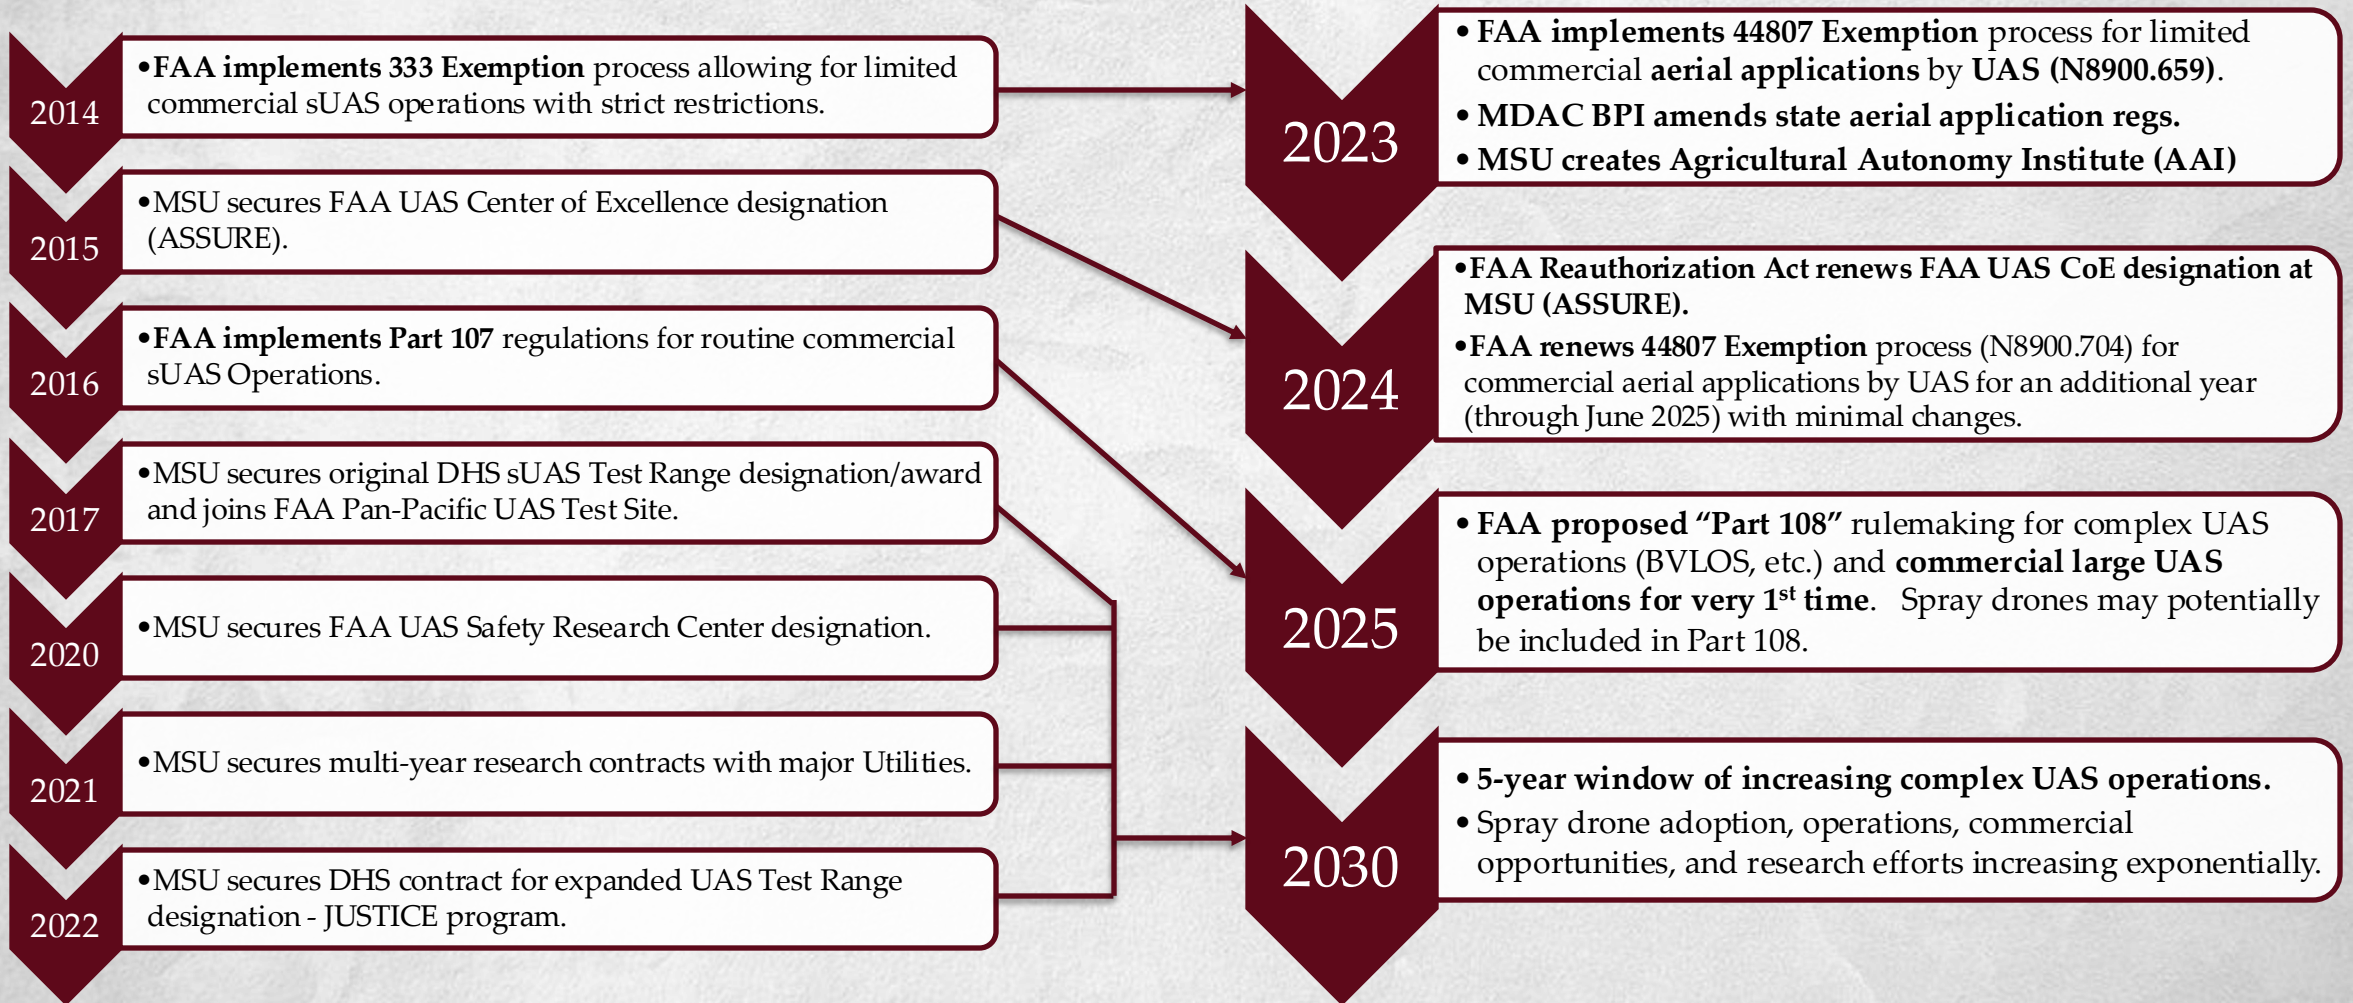 2014
•FAA implements 333 Exemption process allowing for limited
commercial sUAS operations with strict restrictions.
2015
•MSU secures FAA UAS Center of Excellence designation
(ASSURE).
2016
•FAA implements Part 107 regulations for routine commercial
sUAS Operations.
2017
•MSU secures original DHS sUAS Test Range designation/award
and joins FAA Pan-Pacific UAS Test Site.
2020
•MSU secures FAA UAS Safety Research Center designation.
2021
•MSU secures multi-year research contracts with major Utilities.
2022
•MSU secures DHS contract for expanded UAS Test Range
designation - JUSTICE program.
2023
• FAA implements 44807 Exemption process for limited
commercial aerial applications by UAS (N8900.659).
• MDAC BPI amends state aerial application regs.
• MSU creates Agricultural Autonomy Institute (AAI)
2024
•FAA Reauthorization Act renews FAA UAS CoE designation at
MSU (ASSURE).
•FAA renews 44807 Exemption process (N8900.704) for
commercial aerial applications by UAS for an additional year
(through June 2025) with minimal changes.
2025
• FAA proposed “Part 108” rulemaking for complex UAS
operations (BVLOS, etc.) and commercial large UAS
operations for very 1st time. Spray drones may potentially
be included in Part 108.
2030
• 5-year window of increasing complex UAS operations.
• Spray drone adoption, operations, commercial
opportunities, and research efforts increasing exponentially.